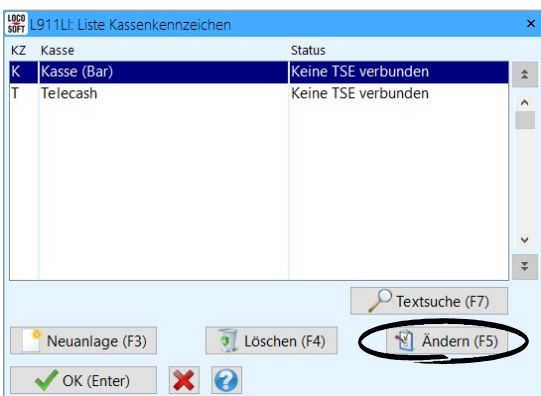 LOCO SOFT L911LI: Liste Kassenkennzeichen
KZ Kasse Status
K Kasse (Bar) Keine TSE verbunden
T Telecash Keine TSE verbunden
Textsuche (F7)
Neuanlage (F3) Löschen (F4) Ändern (F5)
OK (Enter)